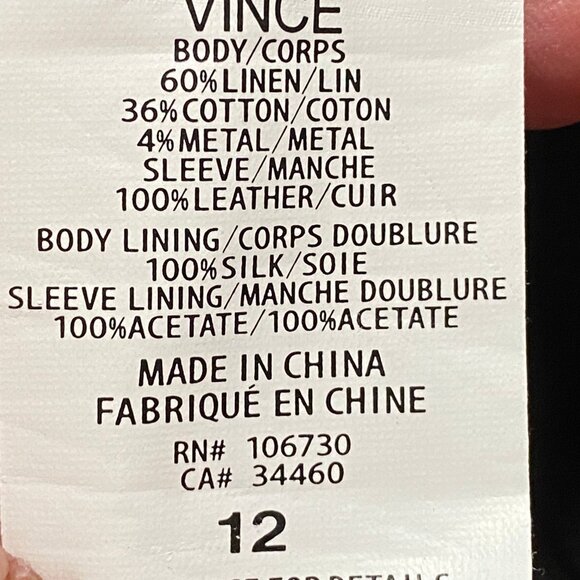 VINCE
BODY/CORPS
60%LINEN/LIN
36%COTTON/COTON
4%METAL/METAL
SLEEVE/MANCHE
100%LEATHER/CUIR
BODY LINING/CORPS DOUBLURE
100%SILK/SOIE
SLEEVE LINING/MANCHE DOUBLURE
100%ACETATE/100%ACETATE
MADE IN CHINA
FABRIQUÉ EN CHINE
RN# 106730
CA# 34460
12
FOR DETAILS